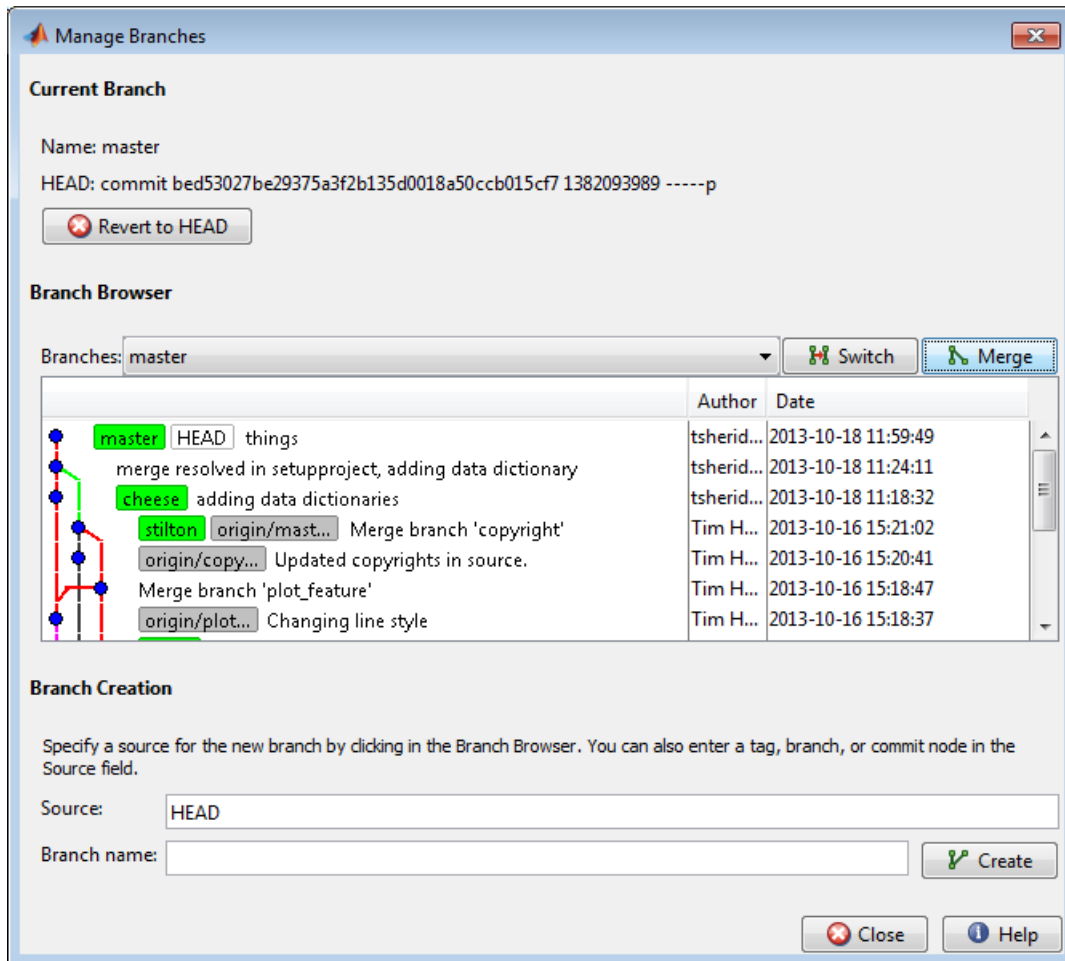 Manage Branches
Current Branch
Name: master
HEAD: commit bed53027be29375a3f2b135d0018a50ccb015cf7 1382093989 -----p
Revert to HEAD
Branch Browser
Branches: master Switch Merge
Author Date
master HEAD things tsherid... 2013-10-18 11:59:49
merge resolved in setupproject, adding data dictionary tsherid... 2013-10-18 11:24:11
cheese adding data dictionaries tsherid... 2013-10-18 11:18:32
stilton origin/mast... Merge branch 'copyright' Tim H... 2013-10-16 15:21:02
origin/copy... Updated copyrights in source. Tim H... 2013-10-16 15:20:41
Merge branch 'plot_feature' Tim H... 2013-10-16 15:18:47
origin/plot... Changing line style Tim H... 2013-10-16 15:18:37
Branch Creation
Specify a source for the new branch by clicking in the Branch Browser. You can also enter a tag, branch, or commit node in the
Source field.
Source: HEAD
Branch name: Create
Close Help